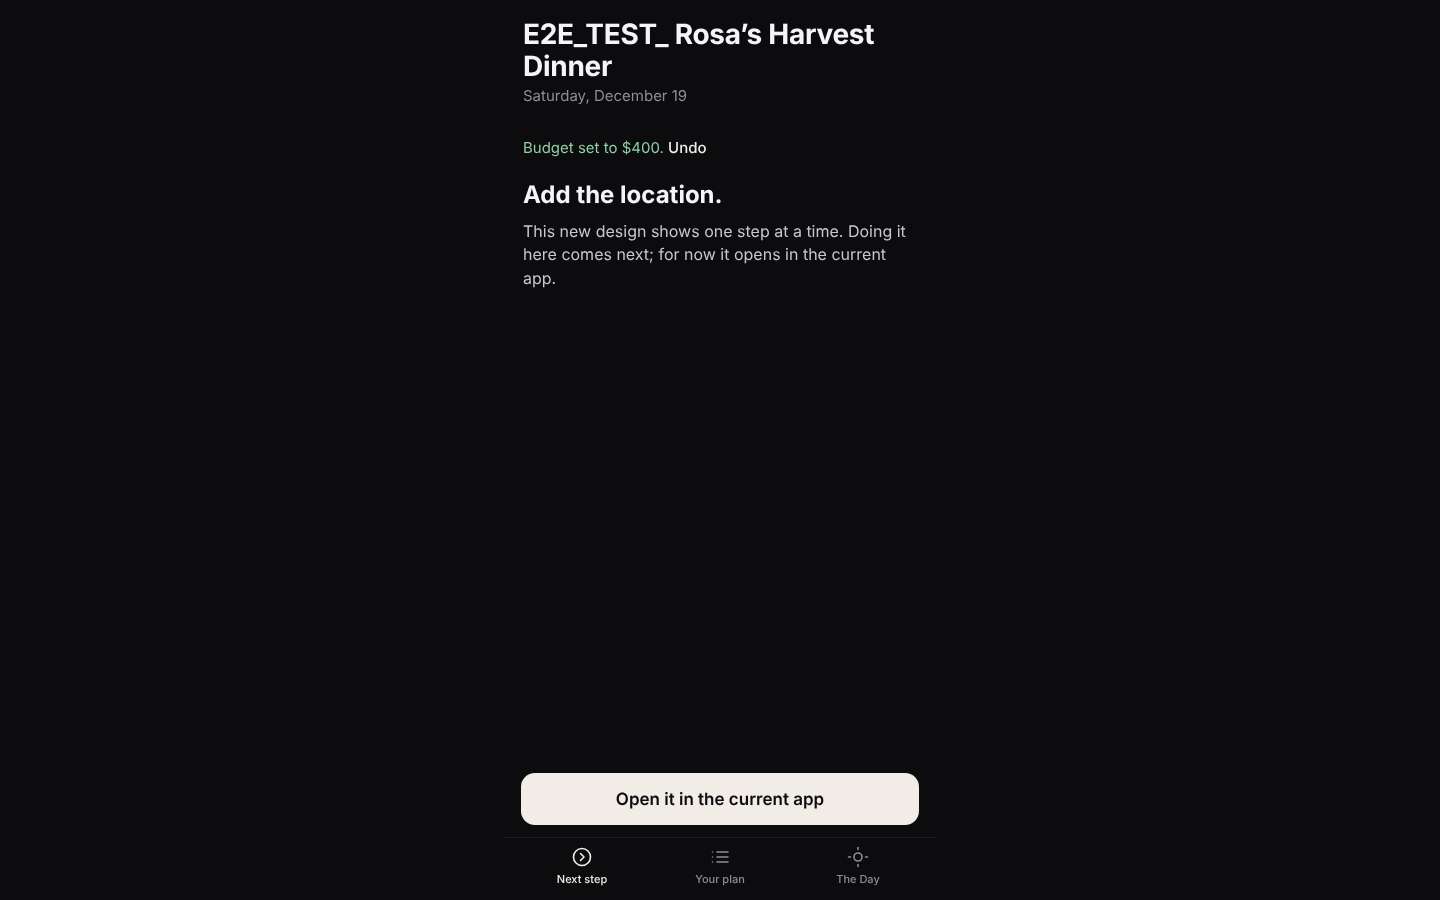 E2E_TEST_ Rosa’s Harvest
Dinner
Saturday, December 19
Budget set to $400. Undo
Add the location.
This new design shows one step at a time. Doing it
here comes next; for now it opens in the current
app.
Open it in the current app
Next step
Your plan
The Day